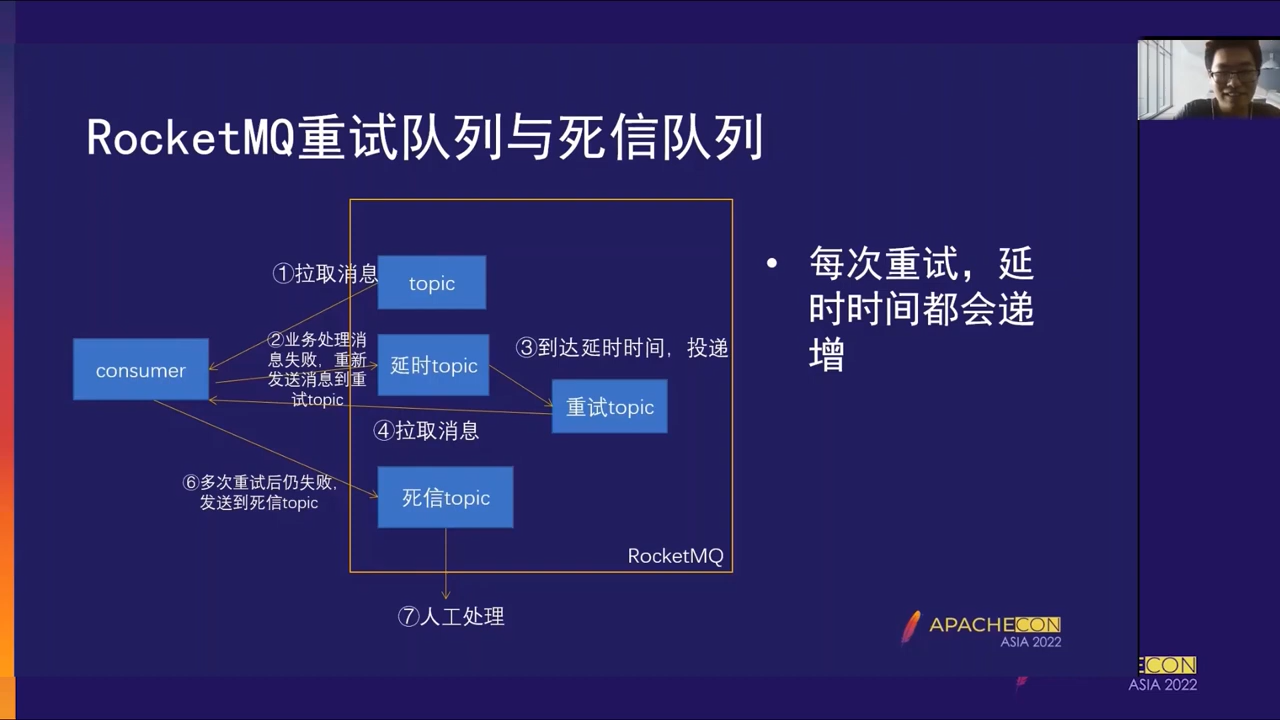 RocketMQ重试队列与死信队列
①拉取消息
topic
②业务处理消
息失败，重新
发送消息到重
试topic
consumer
延时topic
③到达延时时间，投递
重试topic
④拉取消息
⑥多次重试后仍失败，
发送到死信topic
死信topic
RocketMQ
⑦人工处理
• 每次重试，延
时时间都会递
增
APACHECON
ASIA 2022
ECON
ASIA 2022